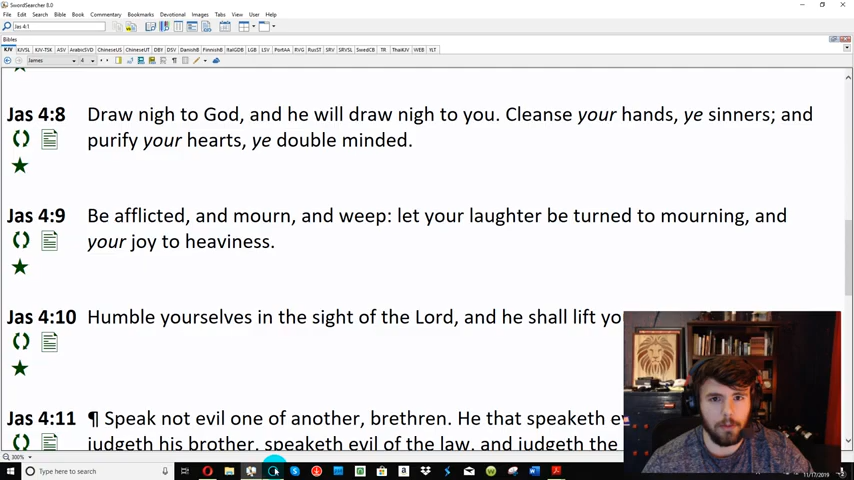 SwordSearcher 8.0
File Edit Search Bible Book Commentary Bookmarks Devotional Images Tabs View User Help
Jas 4:1
Bibles
KJV KJVSL KJV-TSK ASV ArabicSVD ChineseUS ChineseUT DBY DSV DanishB FinnishB ItalGDB LGB LSV PortAA RVG RusST SRV SRVSL SwedCB TR ThaiKJV WEB YLT
James 4
Jas 4:8 Draw nigh to God, and he will draw nigh to you. Cleanse your hands, ye sinners; and
purify your hearts, ye double minded.
Jas 4:9 Be afflicted, and mourn, and weep: let your laughter be turned to mourning, and
your joy to heaviness.
Jas 4:10 Humble yourselves in the sight of the Lord, and he shall lift yo
Jas 4:11 ¶ Speak not evil one of another, brethren. He that speaketh e
judgeth his brother, speaketh evil of the law, and judgeth the
300%
Type here to search
11/17/2019